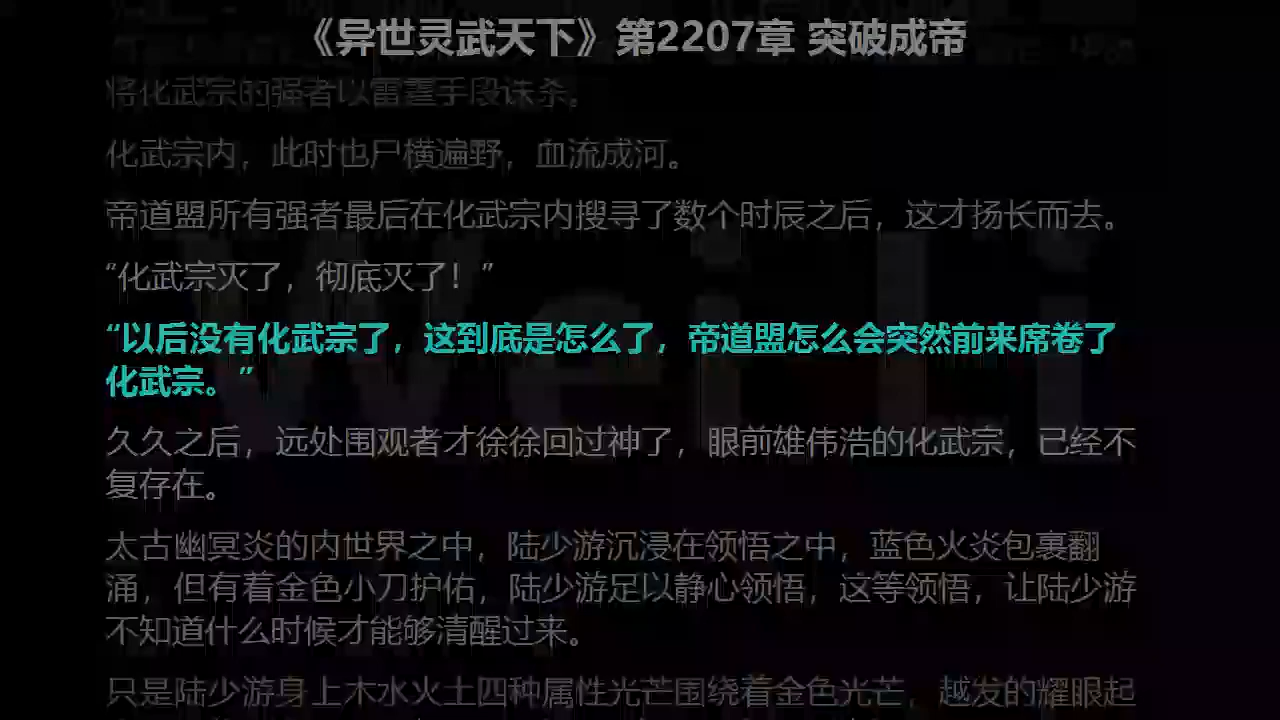 《异世灵武天下》第2207章 突破成帝
将化武宗的强者以雷霆手段诛杀。
化武宗内，此时也尸横遍野，血流成河。
帝道盟所有强者最后在化武宗内搜寻了数个时辰之后，这才扬长而去。
“化武宗灭了，彻底灭了！”
“以后没有化武宗了，这到底是怎么了，帝道盟怎么会突然前来席卷了
化武宗。”
久久之后，远处围观者才徐徐回过神了，眼前雄伟浩的化武宗，已经不
复存在。
太古幽冥炎的内世界之中，陆少游沉浸在领悟之中，蓝色火炎包裹翻
涌，但有着金色小刀护佑，陆少游足以静心领悟，这等领悟，让陆少游
不知道什么时候才能够清醒过来。
只是陆少游身上木水火土四种属性光芒围绕着金色光芒，越发的耀眼起
Wei Li